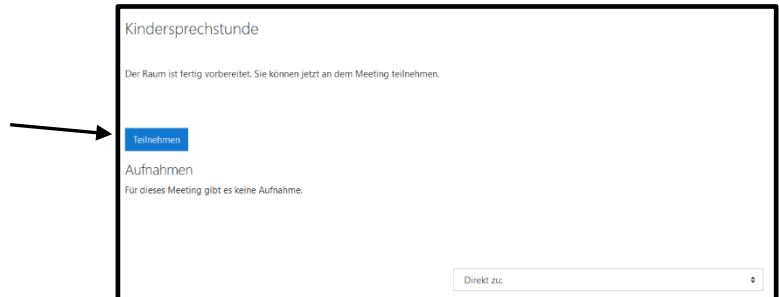 Kindersprechstunde
Der Raum ist fertig vorbereitet. Sie können jetzt an dem Meeting teilnehmen.
Teilnehmen
Aufnahmen
Für dieses Meeting gibt es keine Aufnahme.
Direkt zu: